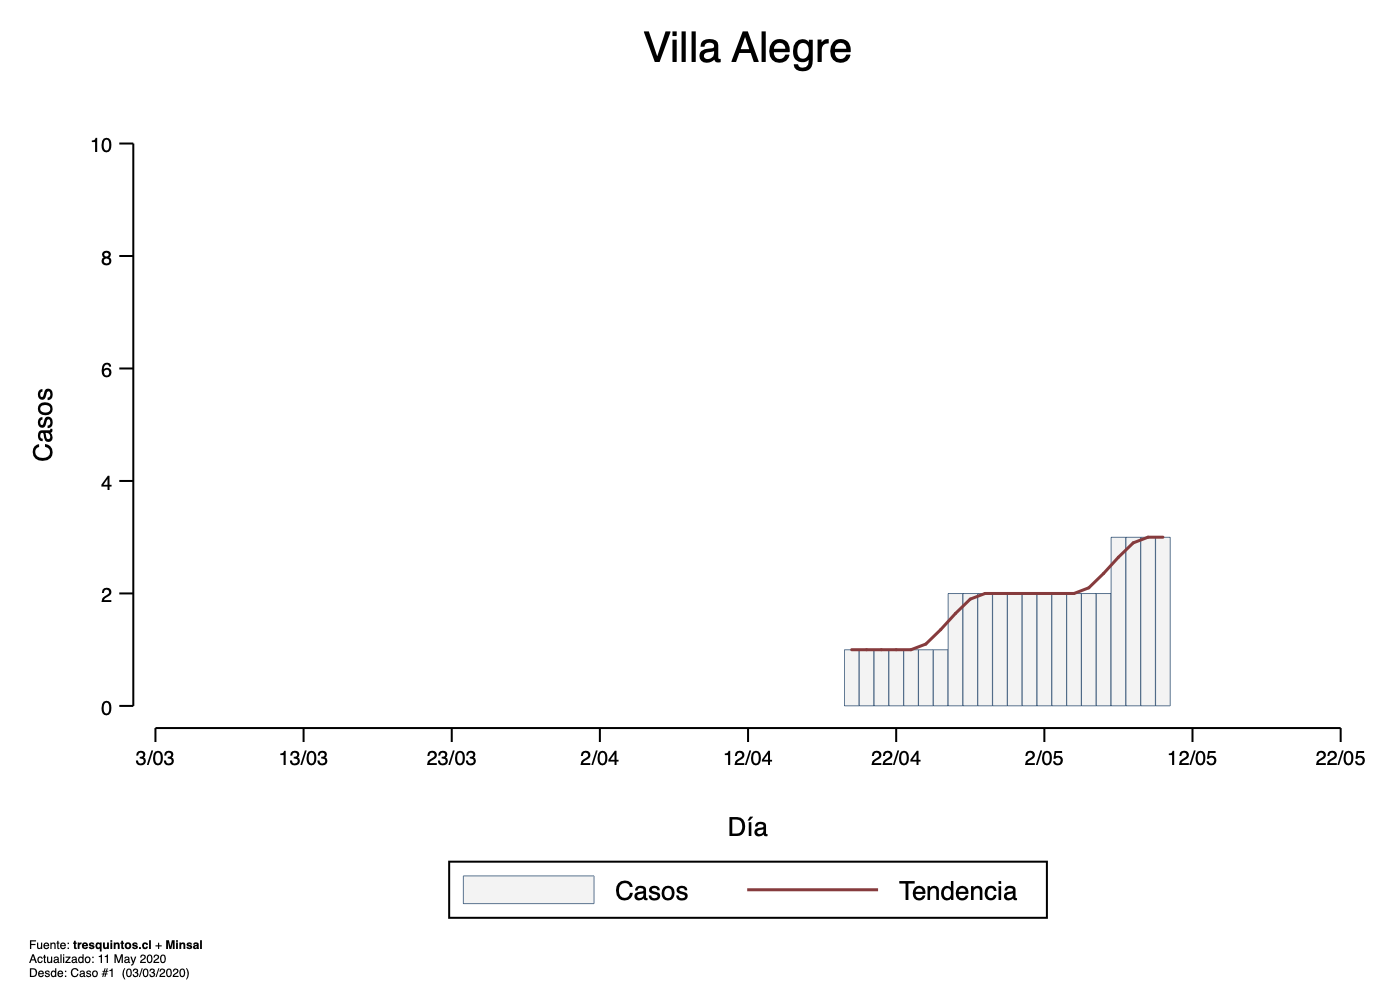 Villa Alegre
10
8
6
4
2
0
Casos
3/03 13/03 23/03 2/04 12/04 22/04 2/05 12/05 22/05
Día
Casos Tendencia
Fuente: tresquintos.cl + Minsal
Actualizado: 11 May 2020
Desde: Caso #1 (03/03/2020)